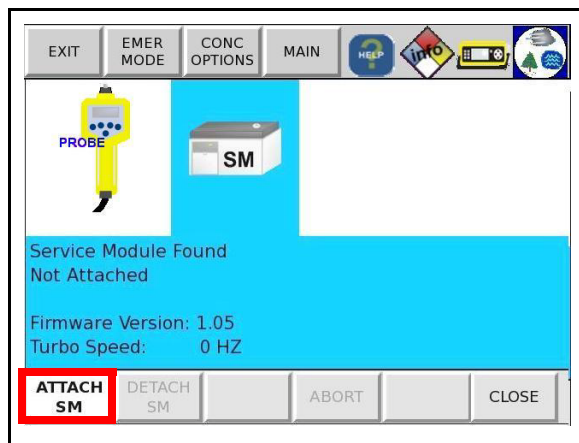 EXIT
EMER
MODE
CONC
OPTIONS
MAIN
HELP
info
PROBE
SM
Service Module Found
Not Attached
Firmware Version: 1.05
Turbo Speed: 0 HZ
ATTACH
SM
DETACH
SM
ABORT
CLOSE